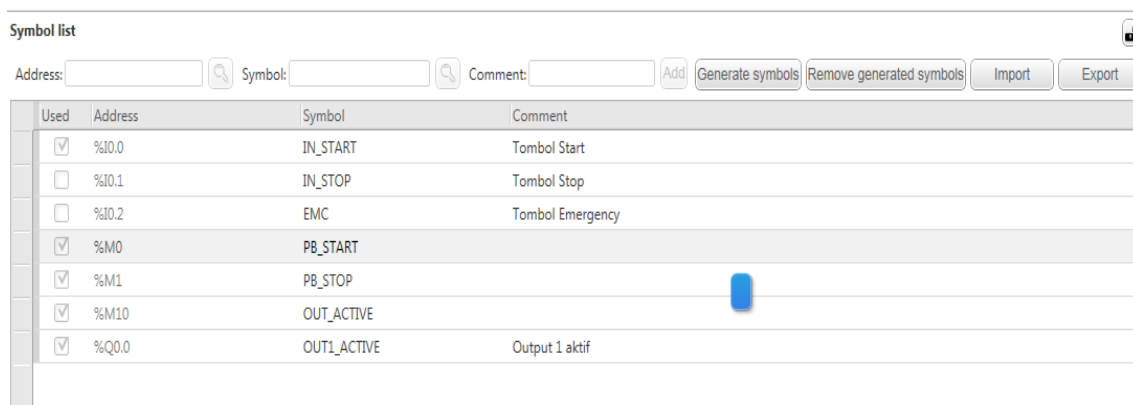 Symbol list
Address: Symbol: Comment: Add Generate symbols Remove generated symbols Import Export
Used Address Symbol Comment
%I0.0 IN_START Tombol Start
%I0.1 IN_STOP Tombol Stop
%I0.2 EMC Tombol Emergency
%M0 PB_START
%M1 PB_STOP
%M10 OUT_ACTIVE
%Q0.0 OUT1_ACTIVE Output 1 aktif